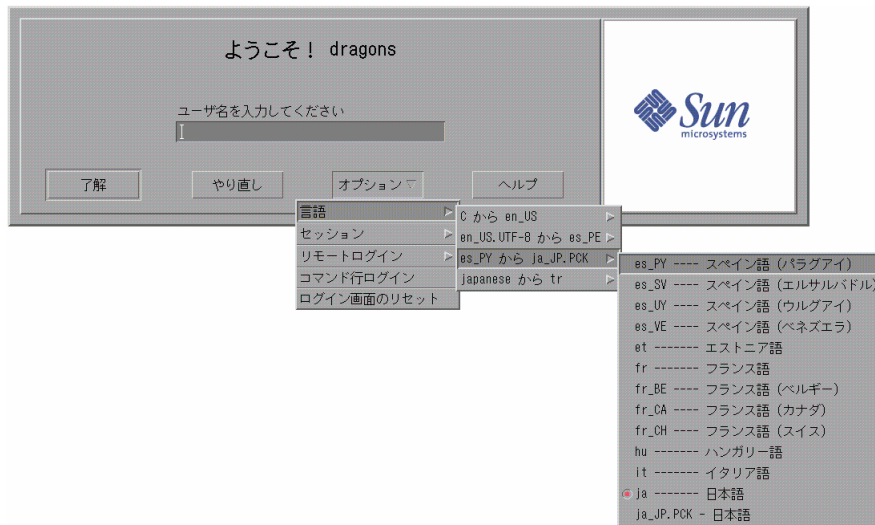 ようこそ! dragons
ユーザ名を入力してください
Sun
microsystems
了解
やり直し
オプション
ヘルプ
言語
セッション
リモートログイン
コマンド行ログイン
ログイン画面のリセット
C から en_US
en_US.UTF-8 から es_PE
es_PY から ja_JP.PCK
japanese から tr
es_PY ---- スペイン語 (パラグアイ)
es_SV ---- スペイン語 (エルサルバドル)
es_UY ---- スペイン語 (ウルグアイ)
es_VE ---- スペイン語 (ベネズエラ)
et ------- エストニア語
fr ------- フランス語
fr_BE ---- フランス語 (ベルギー)
fr_CA ---- フランス語 (カナダ)
fr_CH ---- フランス語 (スイス)
hu ------- ハンガリー語
it ------- イタリア語
ja ------- 日本語
ja_JP.PCK - 日本語